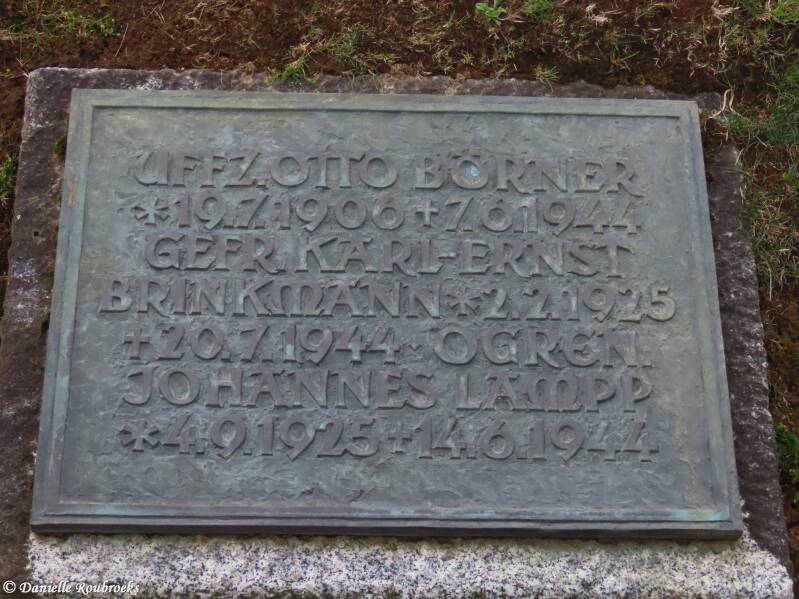 UFFZ. OTTO BÖRNER
*19.7.1906+7.6.1944
GEFR. KARL-ERNST
BRINKMANN *2.2.1925
+20.7.1944 OGREN.
JOHANNES LAMPP
*4.9.1925+14.6.1944
© Danielle Roubroeks